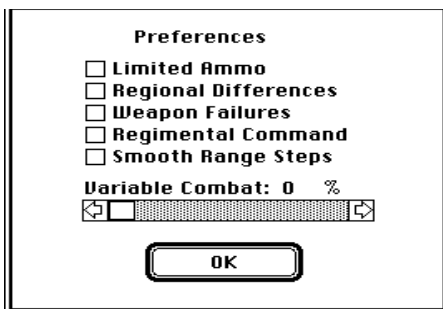 Preferences
Limited Ammo
Regional Differences
Weapon Failures
Regimental Command
Smooth Range Steps
Variable Combat: 0 %
OK